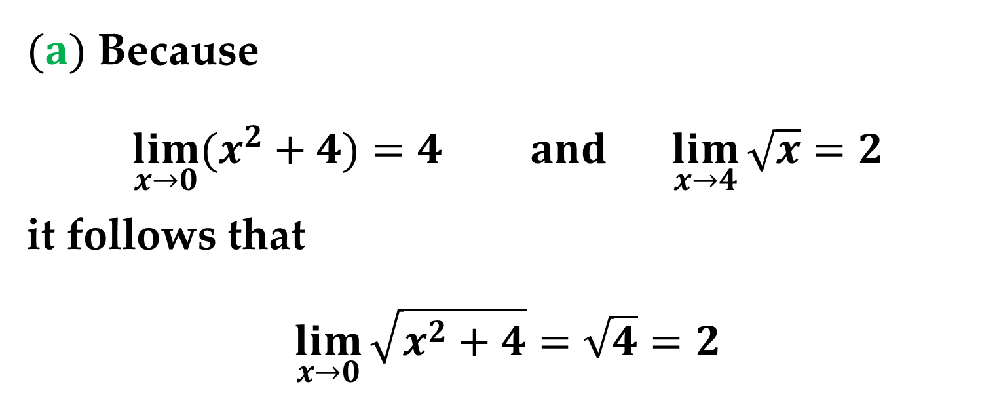 (a) Because
lim x→0 (x² + 4) = 4 and lim x→4 √x = 2
it follows that
lim x→0 √(x² + 4) = √4 = 2